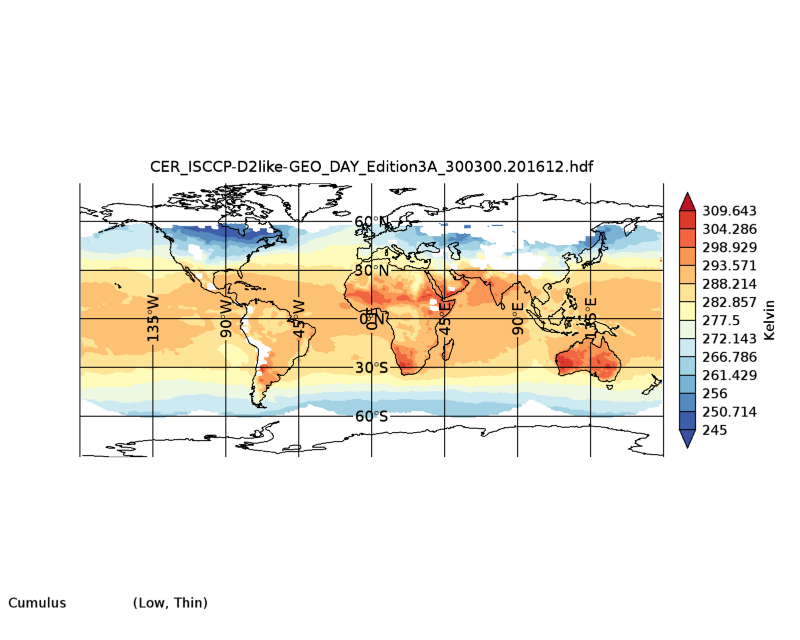 CER_ISCCP-D2like-GEO_DAY_Edition3A_300300.201612.hdf
60°N
30°N
0°N
30°S
60°S
135°W
90°W
45°W
0°E
45°E
90°E
135°E
309.643
304.286
298.929
293.571
288.214
282.857
277.5
272.143
266.786
261.429
256
250.714
245
Kelvin
Cumulus (Low, Thin)